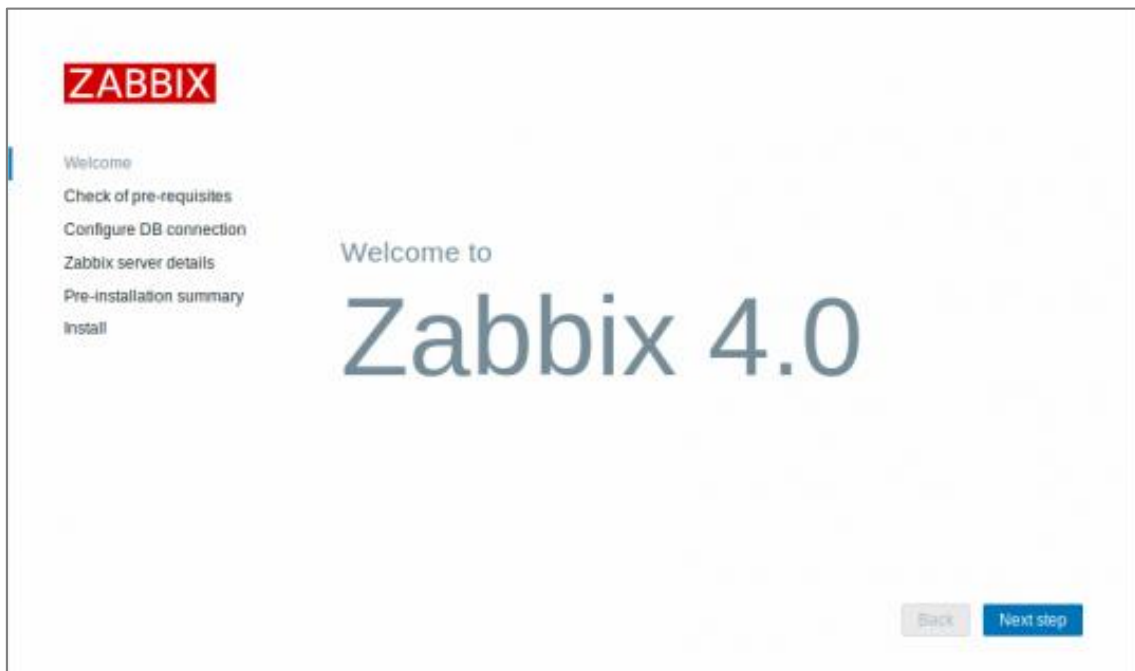 ZABBIX
Welcome
Check of pre-requisites
Configure DB connection
Zabbix server details
Pre-installation summary
Install
Welcome to
Zabbix 4.0
Back
Next step